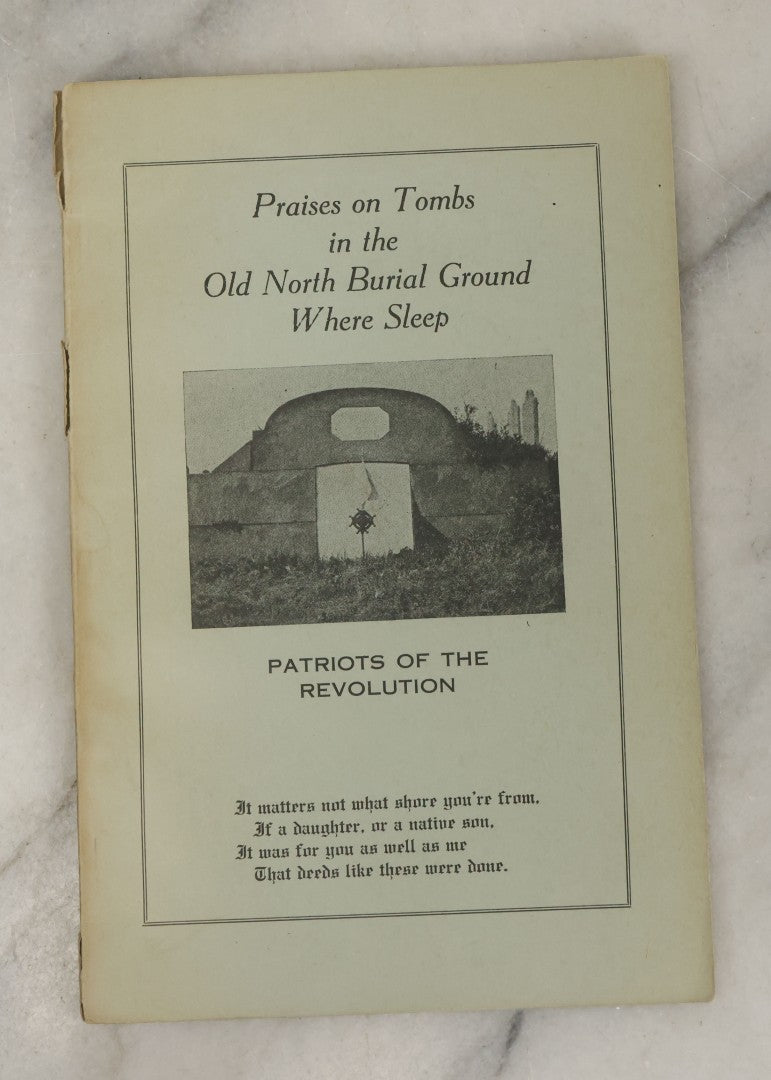 Praises on Tombs
in the
Old North Burial Ground
Where Sleep
PATRIOTS OF THE
REVOLUTION
It matters not what shore you're from,
If a daughter, or a native son,
It was for you as well as me
That deeds like these were done.